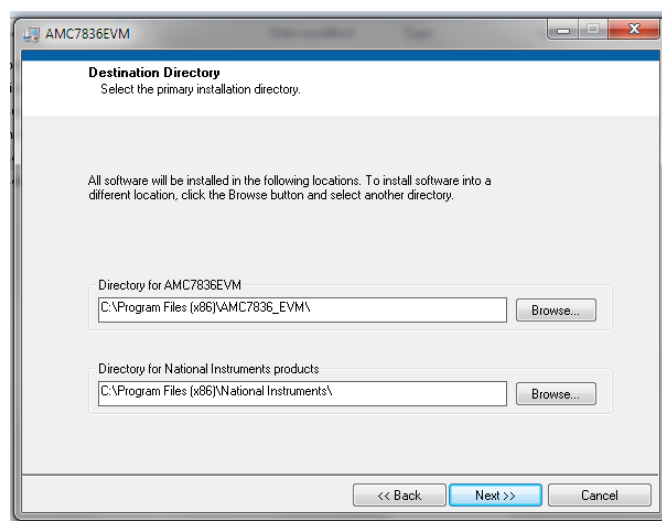 AMC7836EVM
Destination Directory
Select the primary installation directory.
All software will be installed in the following locations. To install software into a
different location, click the Browse button and select another directory.
Directory for AMC7836EVM
C:\Program Files (x86)\AMC7836_EVM\
Browse...
Directory for National Instruments products
C:\Program Files (x86)\National Instruments\
Browse...
<< Back
Next >>
Cancel